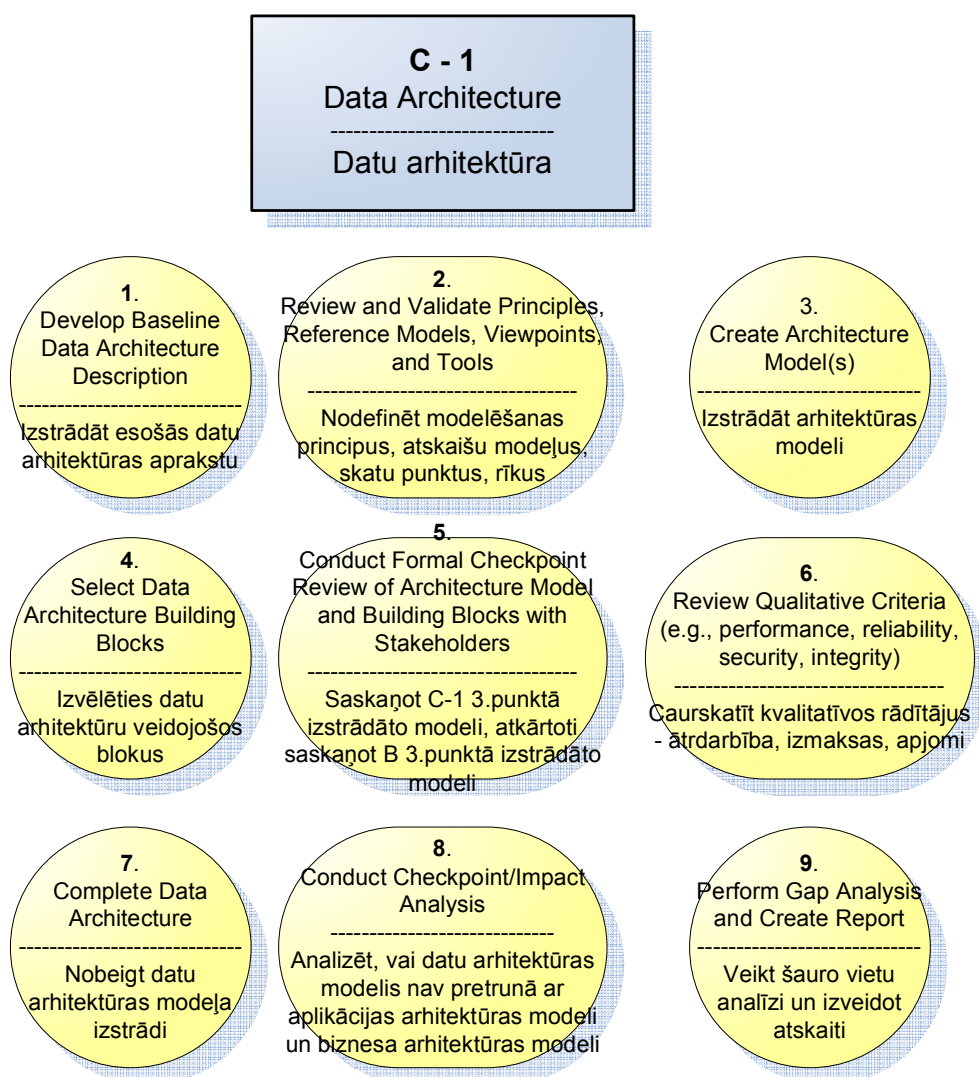 C - 1
Data Architecture
-----------------------------
Datu arhitektūra
1.
Develop Baseline
Data Architecture
Description
-----------------------------
Izstrādāt esošās datu
arhitektūras aprakstu
2.
Review and Validate Principles,
Reference Models, Viewpoints,
and Tools
-----------------------------------
Nodefinēt modelēšanas
principus, atskaišu modeļus,
skatu punktus, rīkus
3.
Create Architecture
Model(s)
-----------------------------
Izstrādāt arhitektūras
modeli
4.
Select Data
Architecture Building
Blocks
-----------------------------
Izvēlēties datu
arhitektūru veidojošos
blokus
5.
Conduct Formal Checkpoint
Review of Architecture Model
and Building Blocks with
Stakeholders
-----------------------------
Saskaņot C-1 3.punktā
izstrādāto modeli, atkārtoti
saskaņot B 3.punktā izstrādāto
modeli
6.
Review Qualitative Criteria
(e.g., performance, reliability,
security, integrity)
-----------------------------------
Caurskatīt kvalitatīvos rādītājus
- ātrdarbība, izmaksas, apjomi
7.
Complete Data
Architecture
-----------------------------
Nobeigt datu
arhitektūras modeļa
izstrādi
8.
Conduct Checkpoint/Impact
Analysis
-----------------------------
Analizēt, vai datu arhitektūras
modelis nav pretrunā ar
aplikācijas arhitektūras modeli
un biznesa arhitektūras modeli
9.
Perform Gap Analysis
and Create Report
-----------------------------
Veikt šauro vietu
analīzi un izveidot
atskaiti